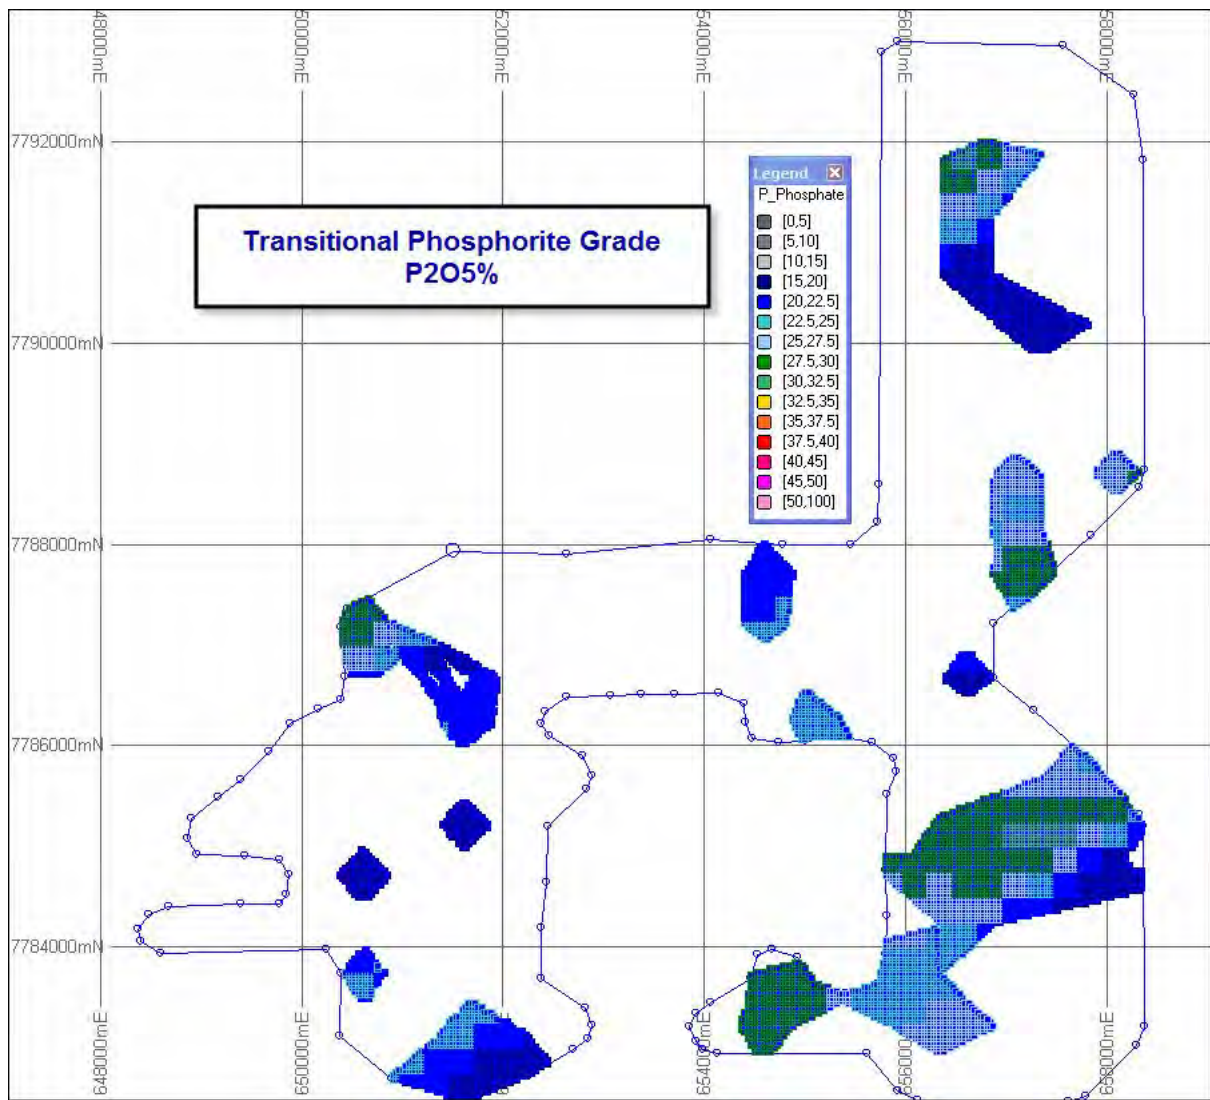 48000mE
50000mE
52000mE
54000mE
56000mE
58000mE
7792000mN
Transitional Phosphorite Grade
P2O5%
Legend
P_Phosphate
[0,5]
[5,10]
[10,15]
[15,20]
[20,22.5]
[22.5,25]
[25,27.5]
[27.5,30]
[30,32.5]
[32.5,35]
[35,37.5]
[37.5,40]
[40,45]
[45,50]
[50,100]
7790000mN
7788000mN
7786000mN
7784000mN
648000mE
650000mE
652000mE
654000mE
656000mE
658000mE